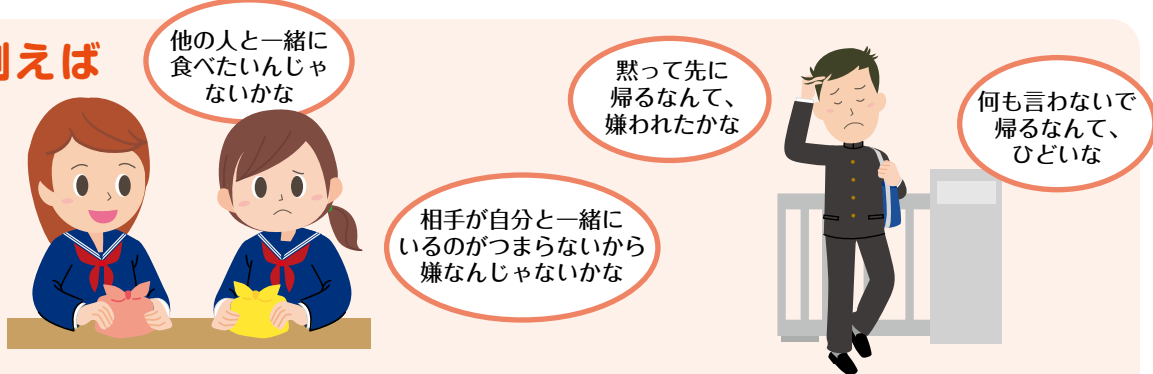 例えば
他の人と一緒に
食べたいんじゃ
ないかな
相手が自分と一緒に
いるのがつまらないから
嫌なんじゃないかな
黙って先に
帰るなんて、
嫌われたかな
何も言わないで
帰るなんて、
ひどいな